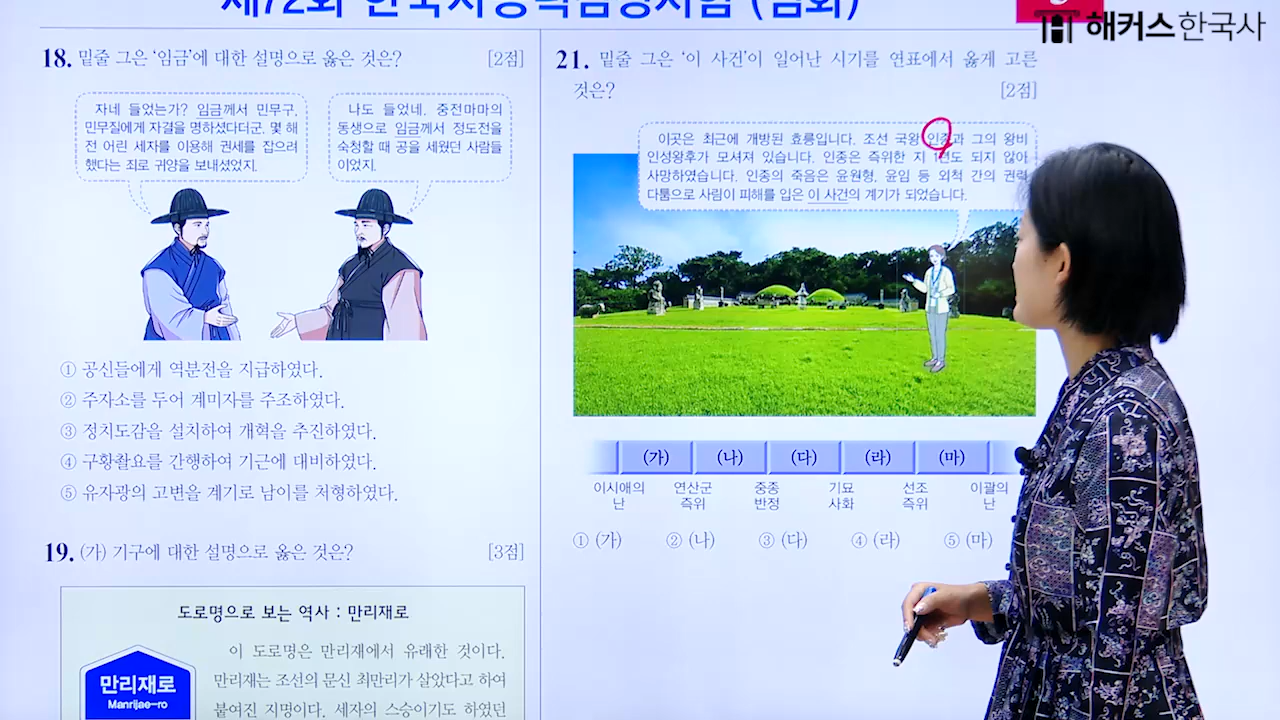 제72회 한국사능력검정시험 (심화)
해커스한국사
18. 밑줄 그은 '임금'에 대한 설명으로 옳은 것은? [2점]
자네 들었는가? 임금께서 민무구,
민무질에게 자결을 명하셨다더군. 몇 해
전 어린 세자를 이용해 권세를 잡으려
했다는 죄로 귀양을 보내셨었지.
나도 들었네. 중전마마의
동생으로 임금께서 정도전을
숙청할 때 공을 세웠던 사람들
이었지.
① 공신들에게 역분전을 지급하였다.
② 주자소를 두어 계미자를 주조하였다.
③ 정치도감을 설치하여 개혁을 추진하였다.
④ 구황촬요를 간행하여 기근에 대비하였다.
⑤ 유자광의 고변을 계기로 남이를 처형하였다.
19. (가) 기구에 대한 설명으로 옳은 것은? [3점]
도로명으로 보는 역사 : 만리재로
만리재로
Manrijae-ro
이 도로명은 만리재에서 유래한 것이다.
만리재는 조선의 문신 최만리가 살았다고 하여
붙여진 지명이다. 세자의 스승이기도 하였던
21. 밑줄 그은 '이 사건'이 일어난 시기를 연표에서 옳게 고른
것은? [2점]
이곳은 최근에 개방된 효릉입니다. 조선 국왕 인종과 그의 왕비
인성왕후가 모셔져 있습니다. 인종은 즉위한 지 1년도 되지 않아
사망하였습니다. 인종의 죽음은 윤원형, 윤임 등 외척 간의 권력
다툼으로 사림이 피해를 입은 이 사건의 계기가 되었습니다.
(가) (나) (다) (라) (마)
이시애의 연산군 중종 기묘 선조 이괄의
난 즉위 반정 사화 즉위 난
① (가) ② (나) ③ (다) ④ (라) ⑤ (마)